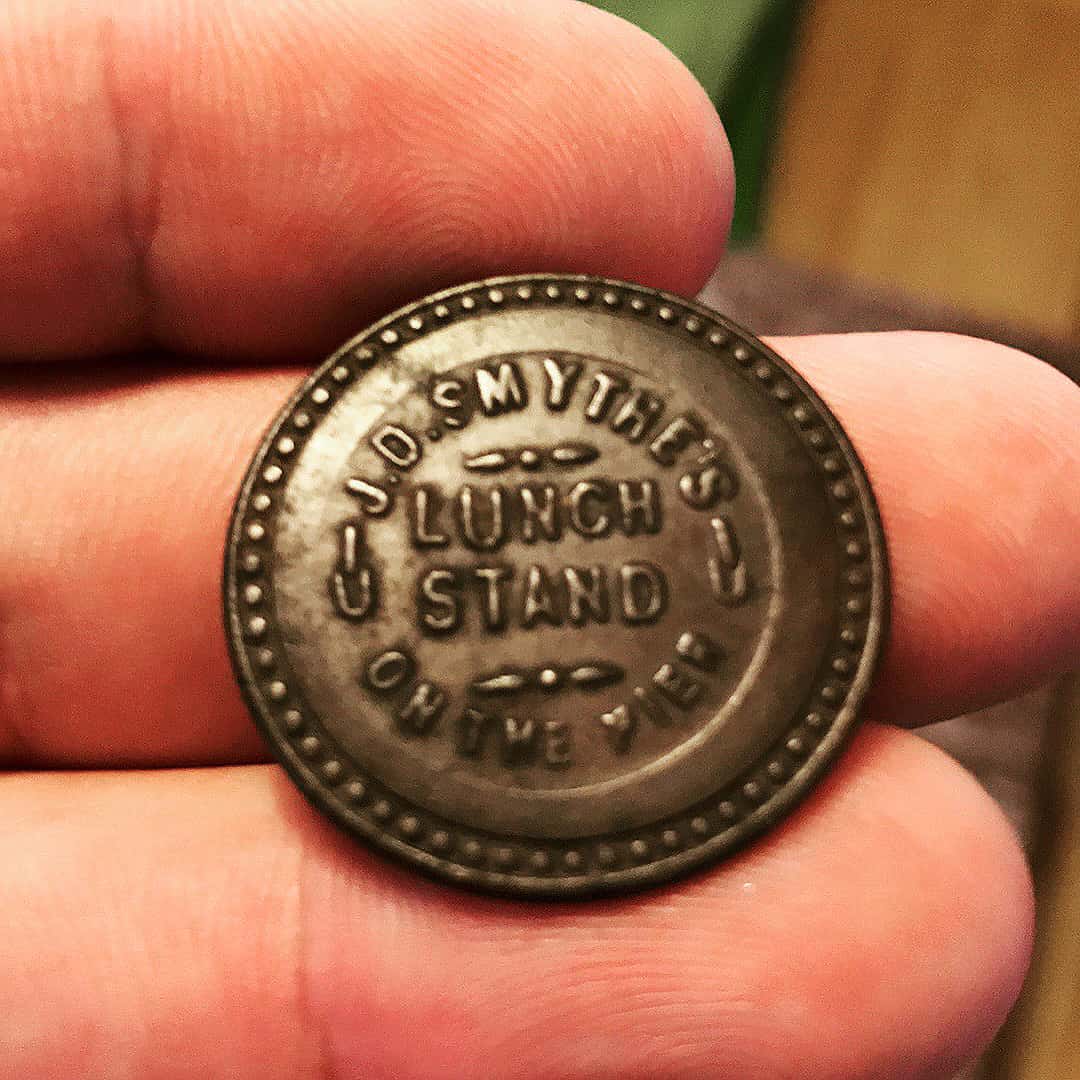 J.D. SMYTHE'S
LUNCH
STAND
ON THE PIER